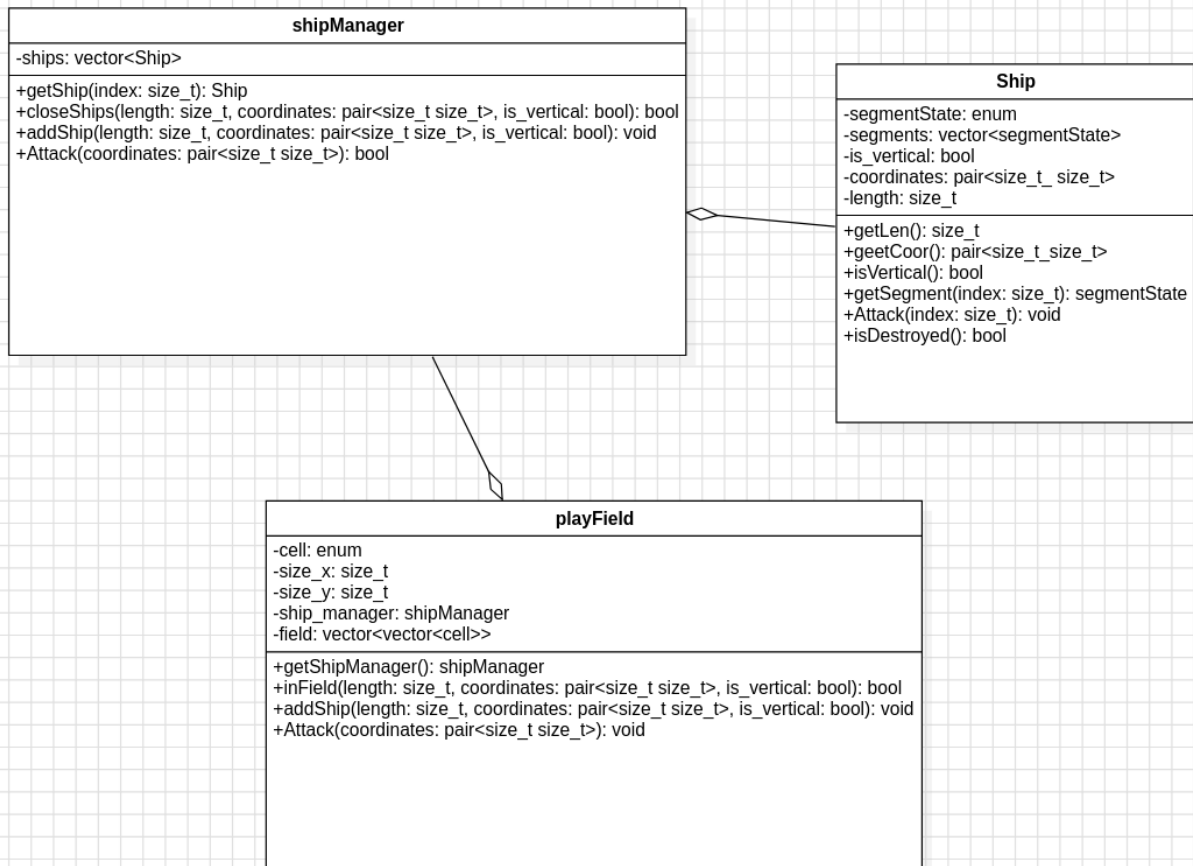 shipManager
-ships: vector<Ship>
+getShip(index: size_t): Ship
+closeShips(length: size_t, coordinates: pair<size_t size_t>, is_vertical: bool): bool
+addShip(length: size_t, coordinates: pair<size_t size_t>, is_vertical: bool): void
+Attack(coordinates: pair<size_t size_t>): bool
Ship
-segmentState: enum
-segments: vector<segmentState>
-is_vertical: bool
-coordinates: pair<size_t_ size_t>
-length: size_t
+getLen(): size_t
+geetCoor(): pair<size_t_size_t>
+isVertical(): bool
+getSegment(index: size_t): segmentState
+Attack(index: size_t): void
+isDestroyed(): bool
playField
-cell: enum
-size_x: size_t
-size_y: size_t
-ship_manager: shipManager
-field: vector<vector<cell>>
+getShipManager(): shipManager
+inField(length: size_t, coordinates: pair<size_t size_t>, is_vertical: bool): bool
+addShip(length: size_t, coordinates: pair<size_t size_t>, is_vertical: bool): void
+Attack(coordinates: pair<size_t size_t>): void